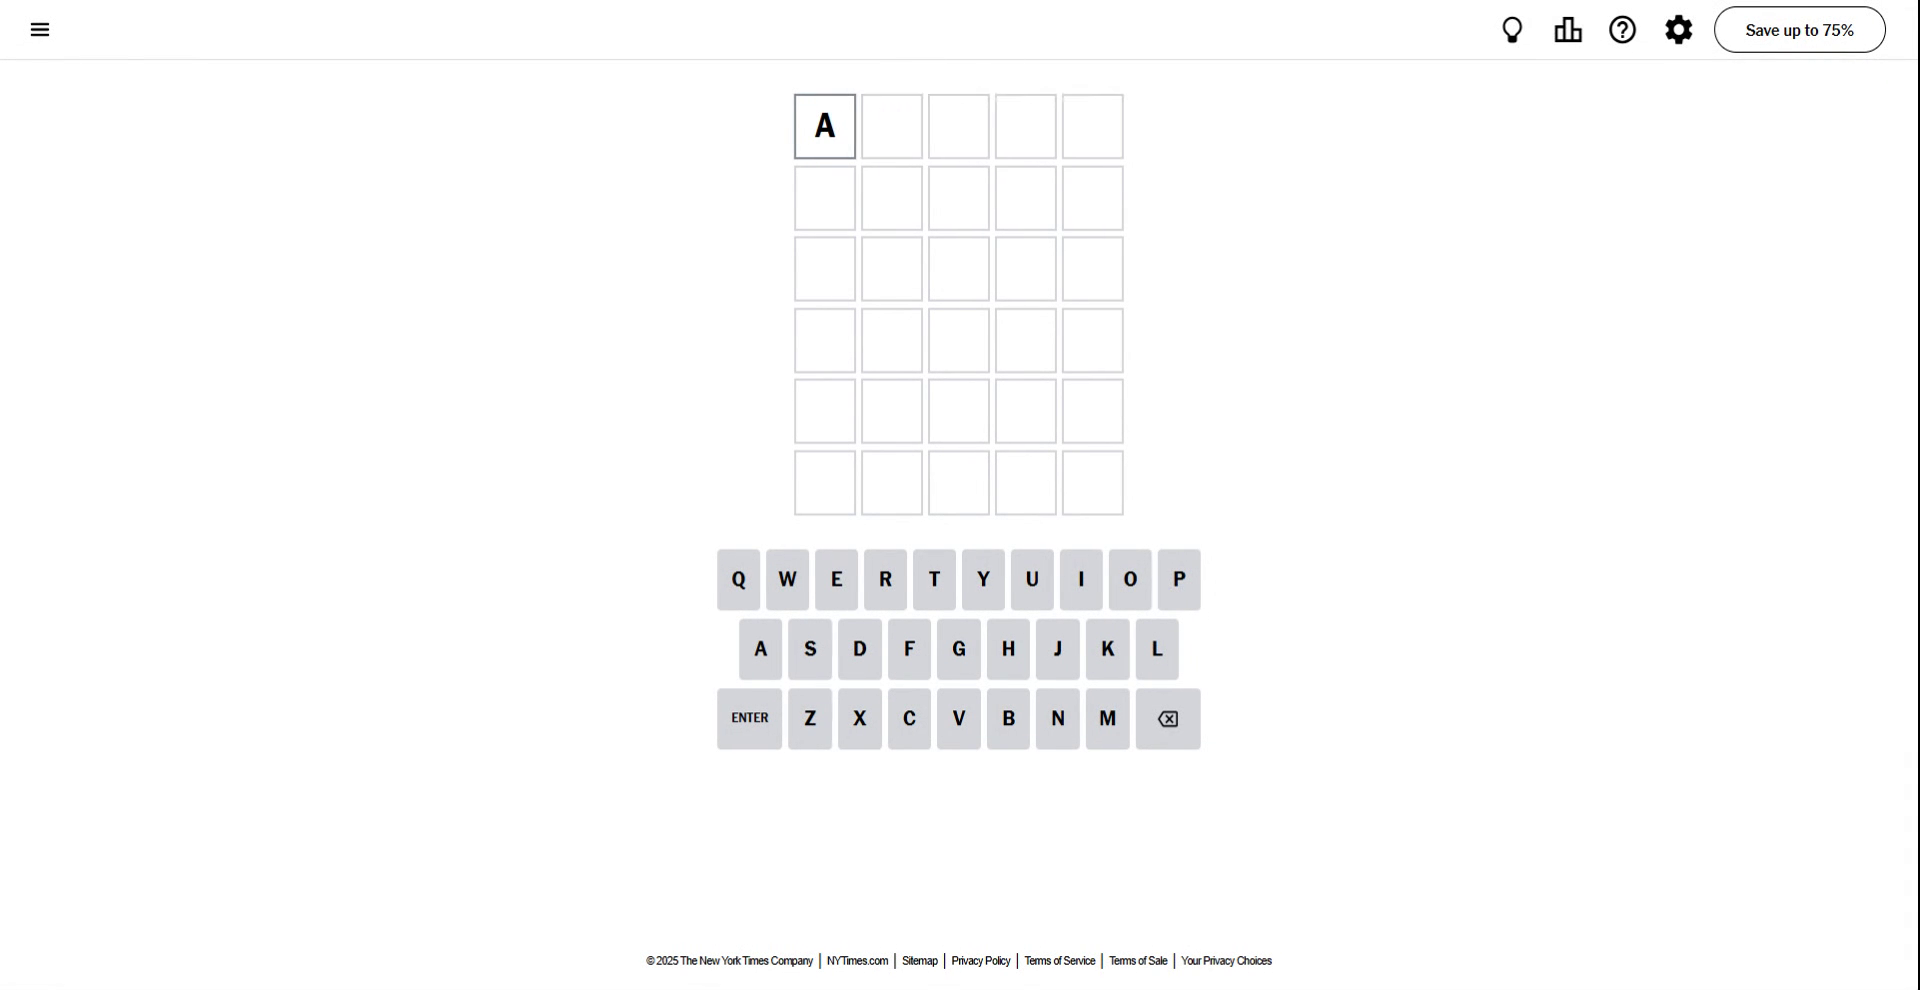 Save up to 75%
A
Q W E R T Y U I O P
A S D F G H J K L
ENTER Z X C V B N M
© 2025 The New York Times Company | NYTimes.com | Sitemap | Privacy Policy | Terms of Service | Terms of Sale | Your Privacy Choices